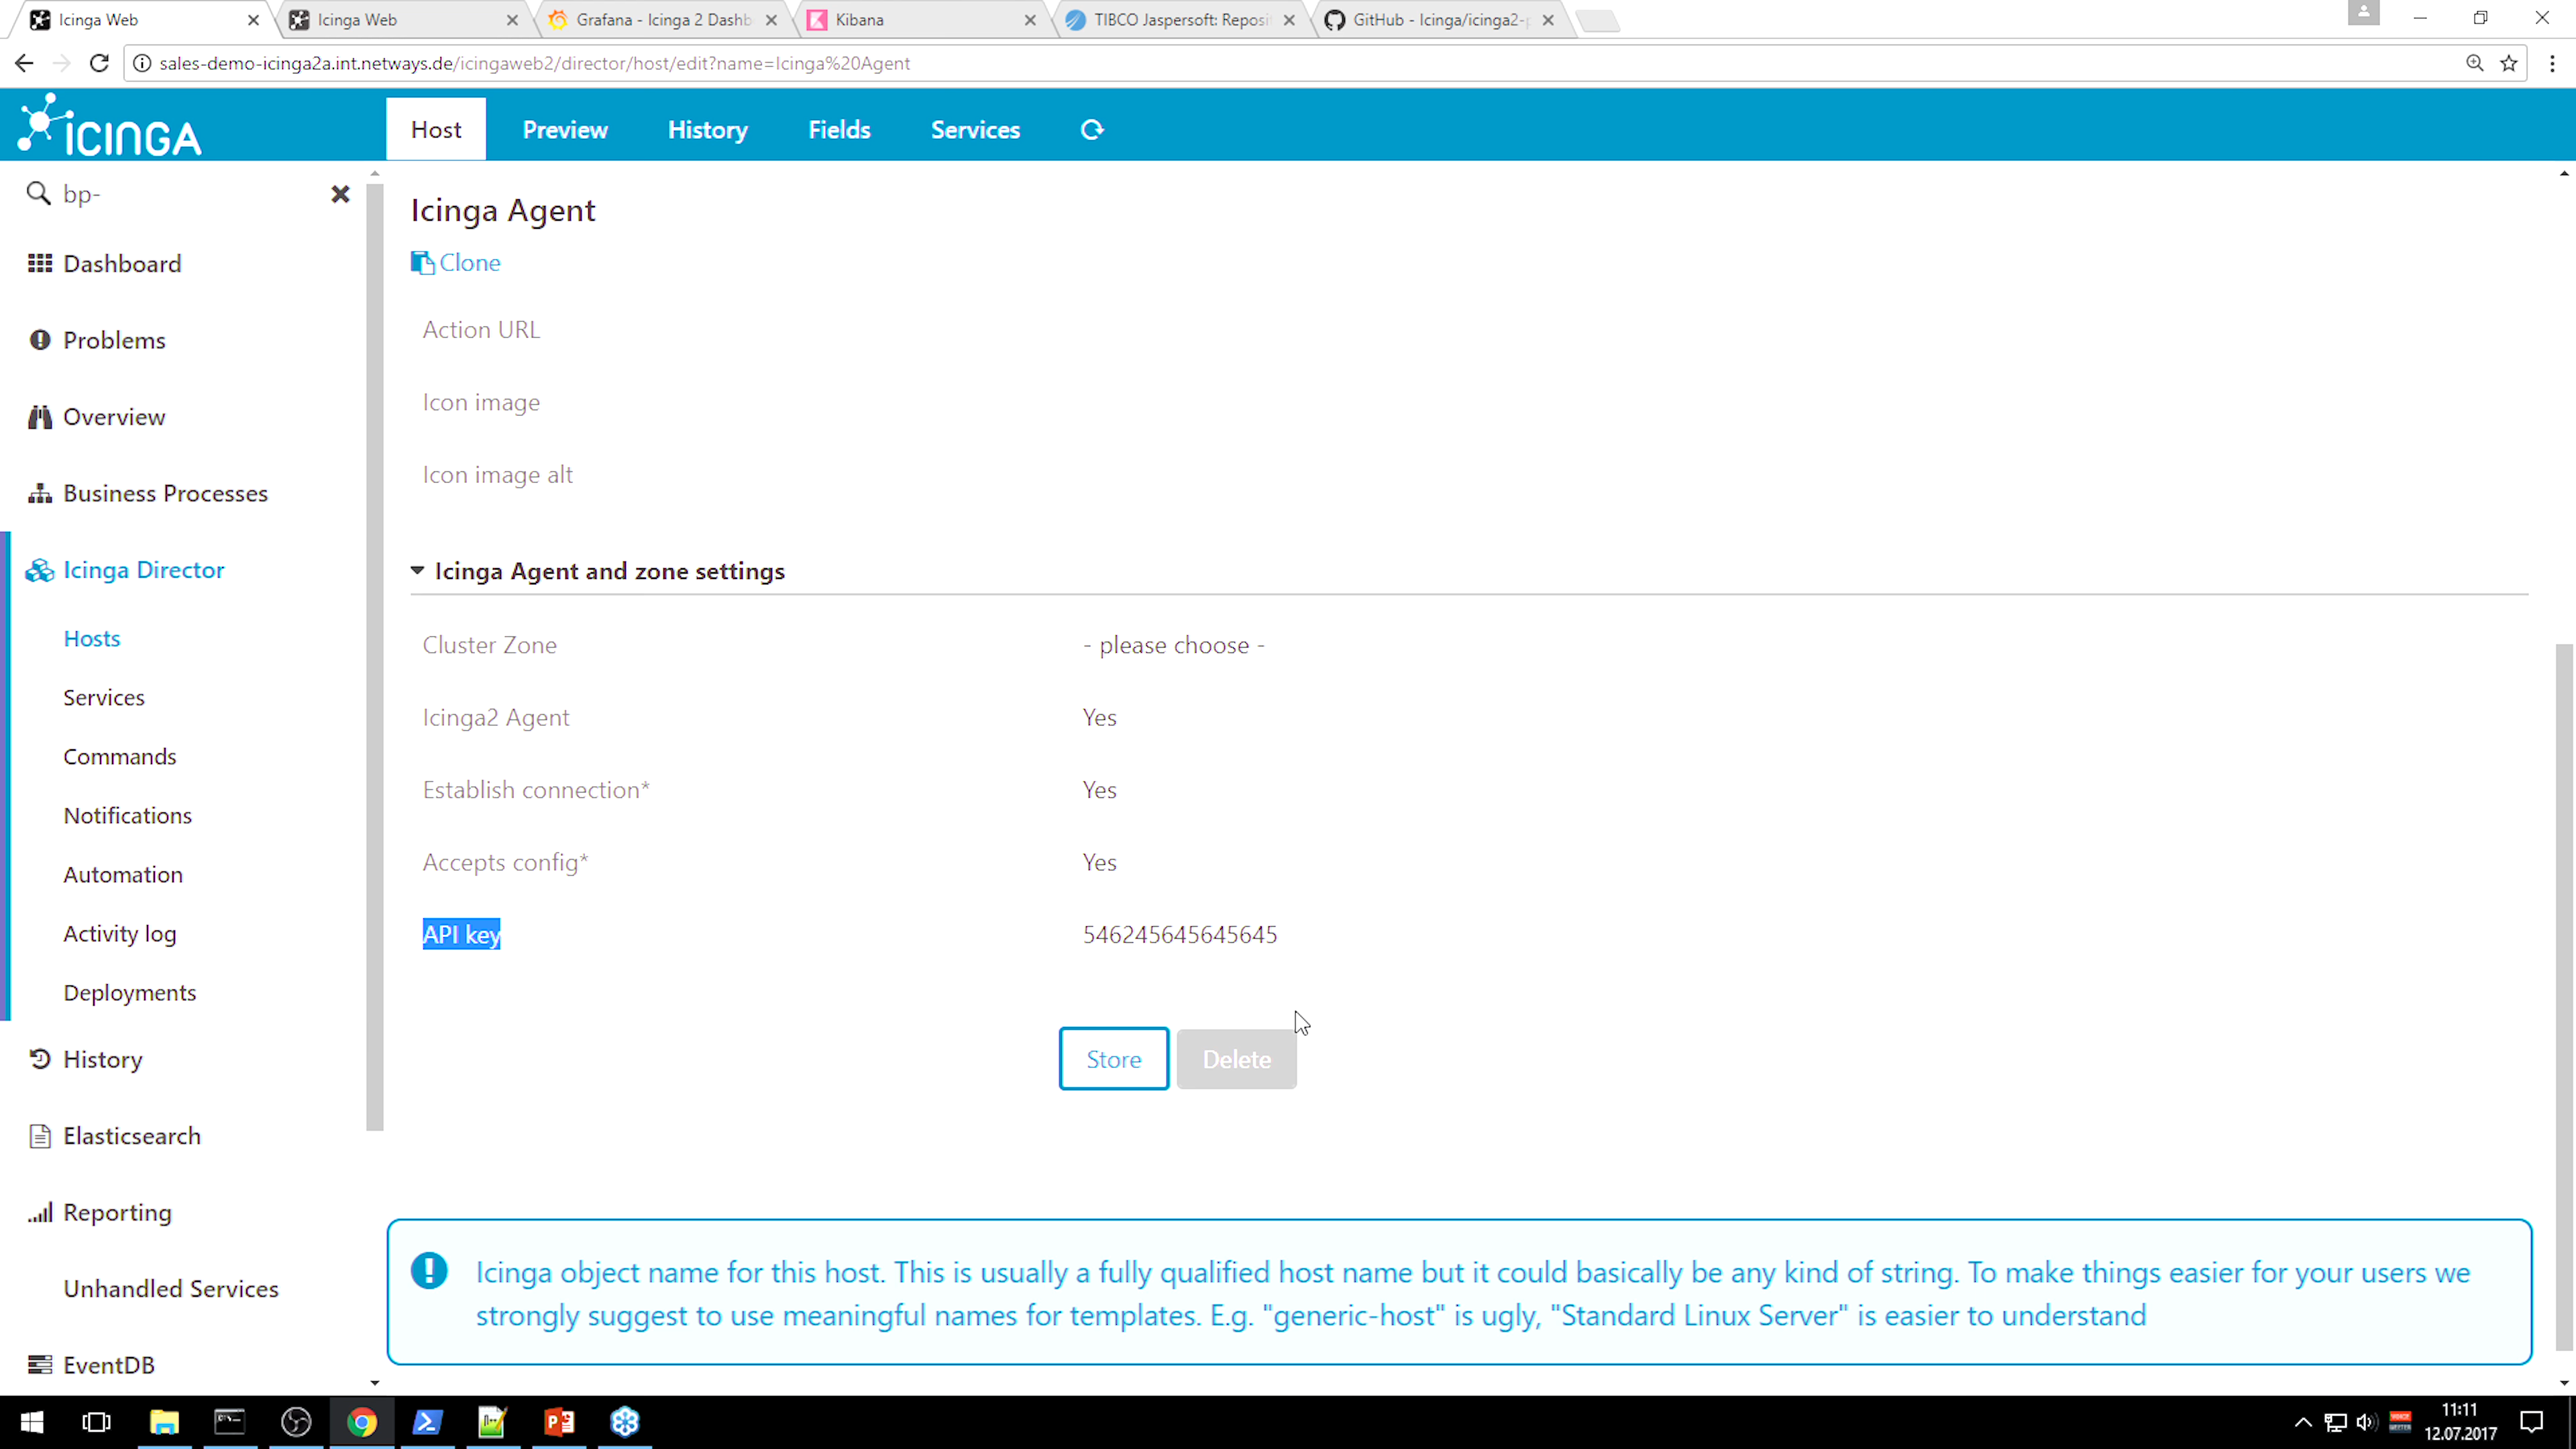 Icinga Web
Icinga Web
Grafana - Icinga 2 Dashb
Kibana
TIBCO Jaspersoft: Reposi
GitHub - Icinga/icinga2-p
sales-demo-icinga2a.int.netways.de/icingaweb2/director/host/edit?name=Icinga%20Agent
ICINGA
Host
Preview
History
Fields
Services
bp-
Dashboard
Problems
Overview
Business Processes
Icinga Director
Hosts
Services
Commands
Notifications
Automation
Activity log
Deployments
History
Elasticsearch
Reporting
Unhandled Services
EventDB
Icinga Agent
Clone
Action URL
Icon image
Icon image alt
Icinga Agent and zone settings
Cluster Zone - please choose -
Icinga2 Agent Yes
Establish connection* Yes
Accepts config* Yes
API key 546245645645645
Store
Delete
Icinga object name for this host. This is usually a fully qualified host name but it could basically be any kind of string. To make things easier for your users we
strongly suggest to use meaningful names for templates. E.g. "generic-host" is ugly, "Standard Linux Server" is easier to understand
11:11
12.07.2017